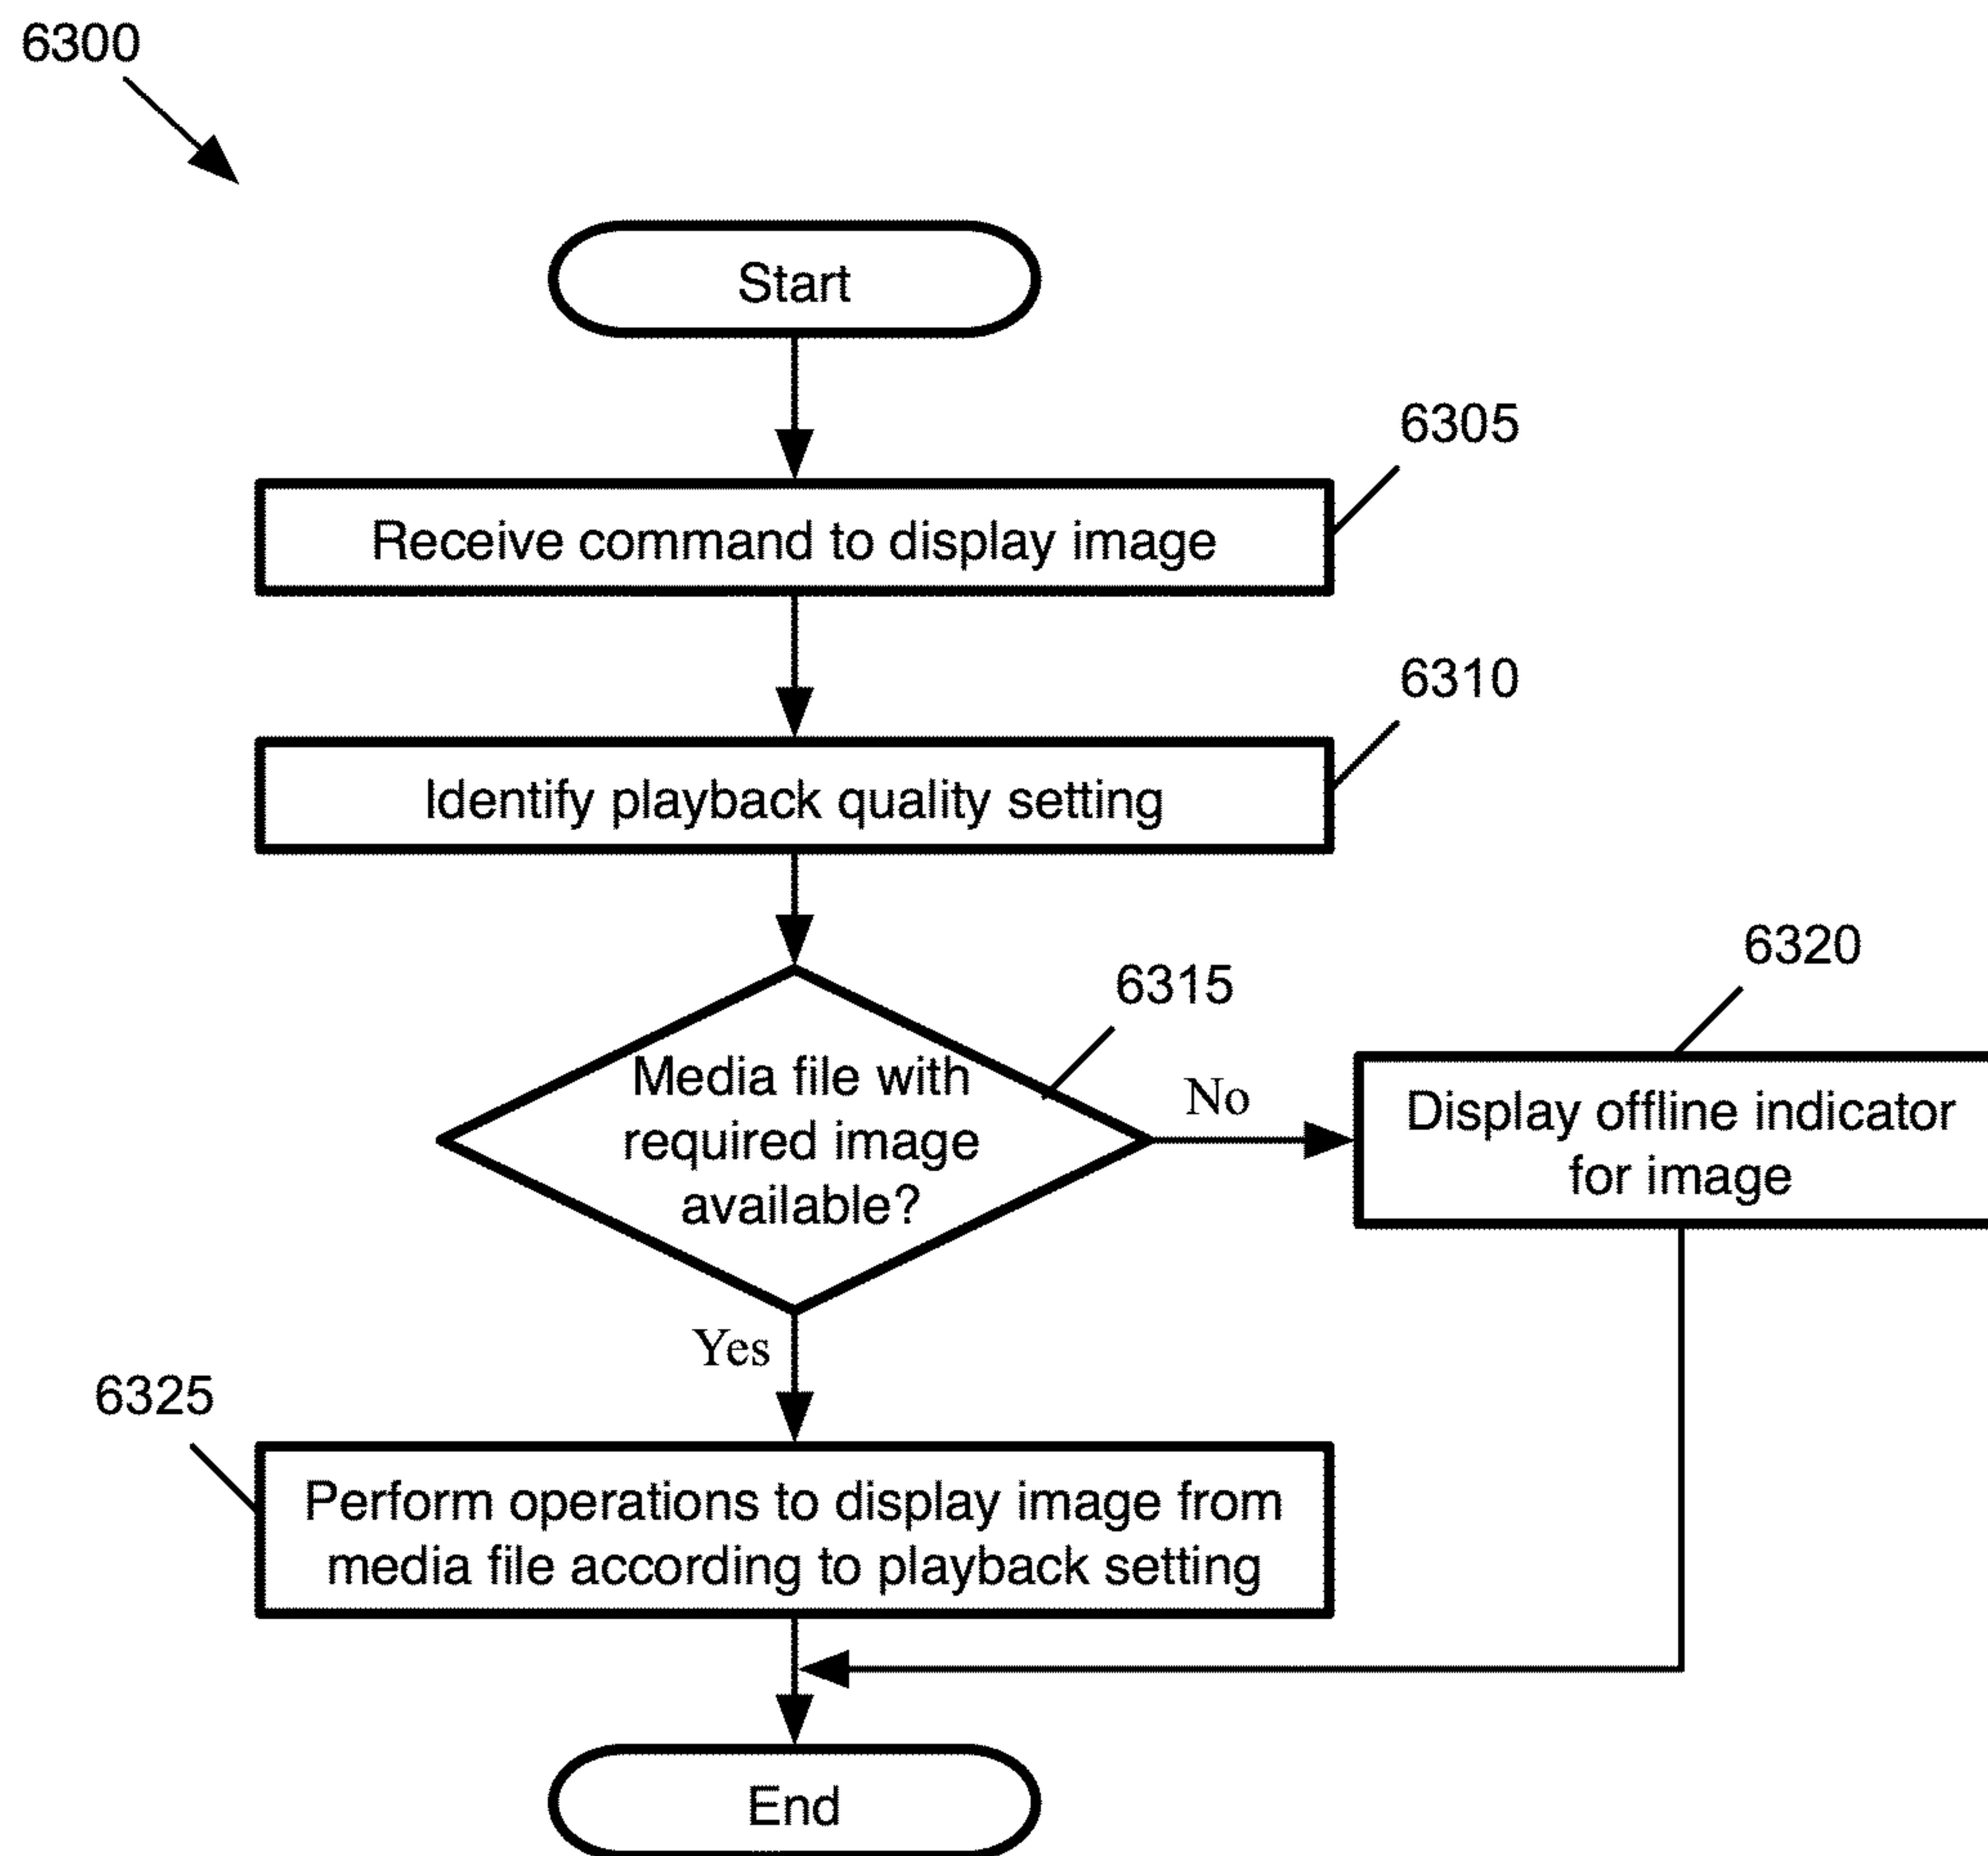 6300
Start
6305
Receive command to display image
6310
Identify playback quality setting
6315
Media file with
required image
available?
No
6320
Display offline indicator
for image
Yes
6325
Perform operations to display image from
media file according to playback setting
End